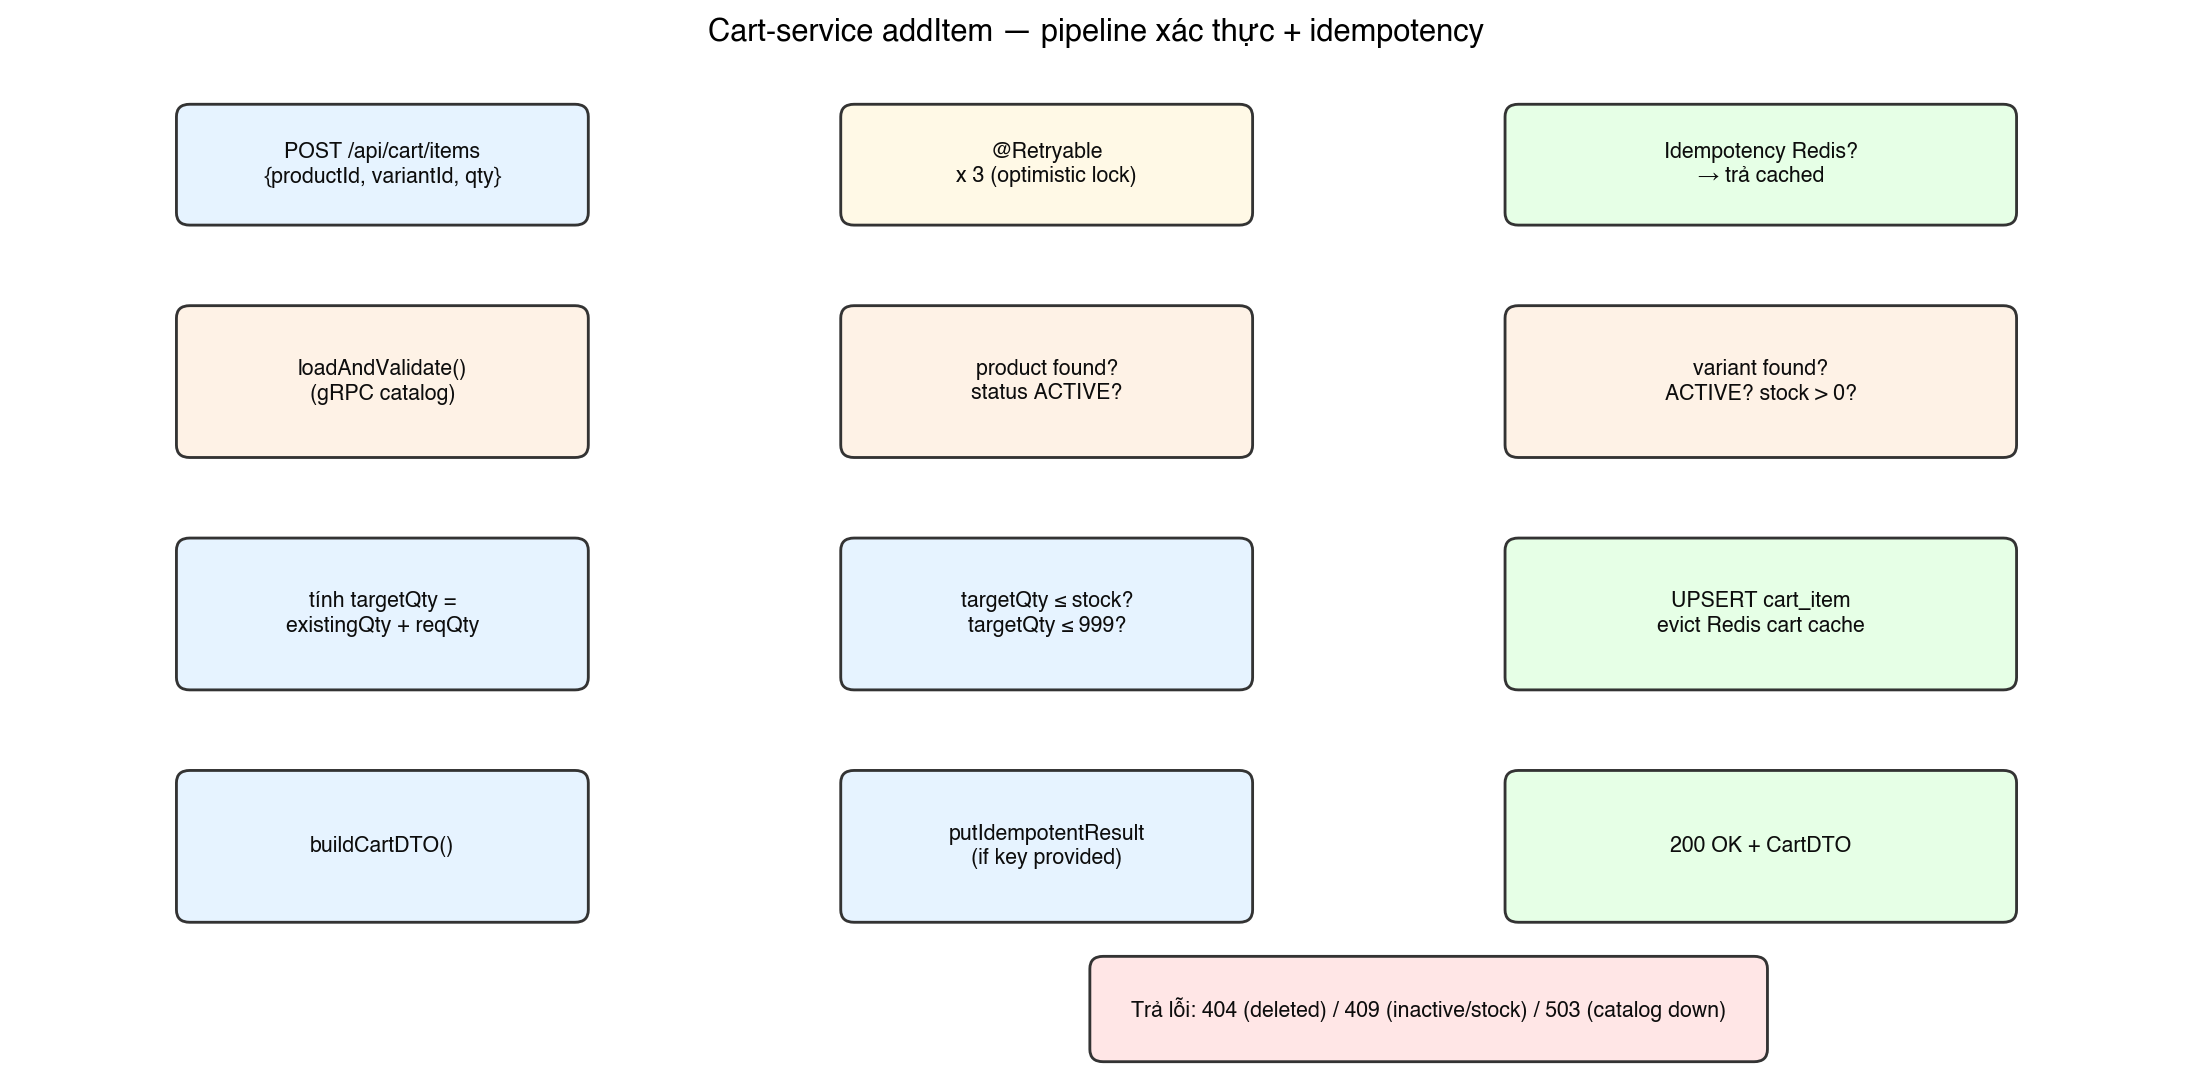 Cart-service addItem — pipeline xác thực + idempotency
POST /api/cart/items
{productId, variantId, qty}
@Retryable
x 3 (optimistic lock)
Idempotency Redis?
→ trả cached
loadAndValidate()
(gRPC catalog)
product found?
status ACTIVE?
variant found?
ACTIVE? stock > 0?
tính targetQty =
existingQty + reqQty
targetQty ≤ stock?
targetQty ≤ 999?
UPSERT cart_item
evict Redis cart cache
buildCartDTO()
putIdempotentResult
(if key provided)
200 OK + CartDTO
Trả lỗi: 404 (deleted) / 409 (inactive/stock) / 503 (catalog down)